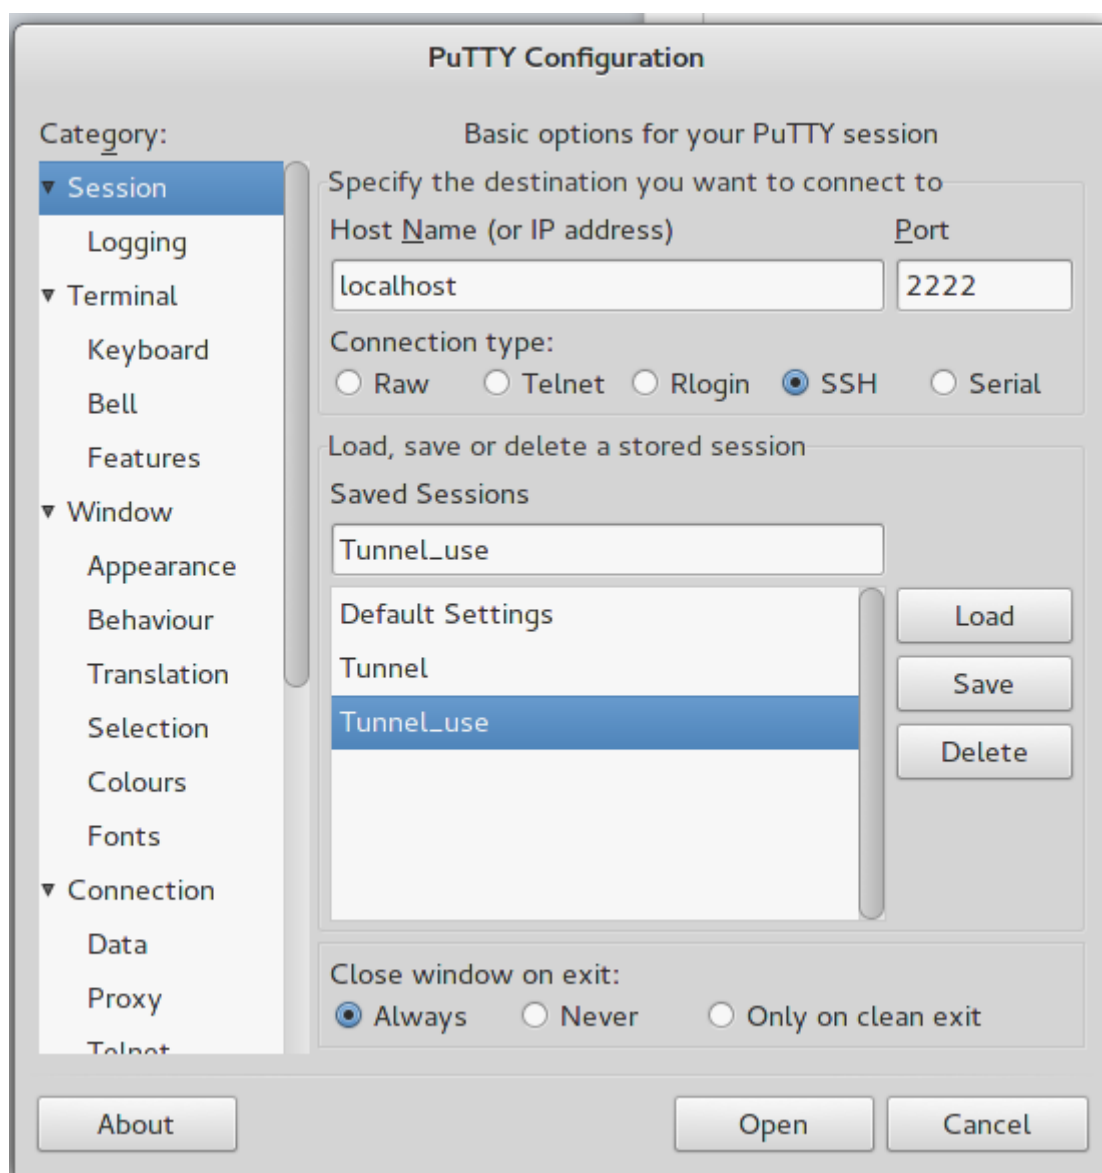 PuTTY Configuration
Category:
Session
Logging
Terminal
Keyboard
Bell
Features
Window
Appearance
Behaviour
Translation
Selection
Colours
Fonts
Connection
Data
Proxy
Telnet
Basic options for your PuTTY session
Specify the destination you want to connect to
Host Name (or IP address) Port
localhost 2222
Connection type:
Raw Telnet Rlogin SSH Serial
Load, save or delete a stored session
Saved Sessions
Tunnel_use
Default Settings
Tunnel
Tunnel_use
Load
Save
Delete
Close window on exit:
Always Never Only on clean exit
About Open Cancel